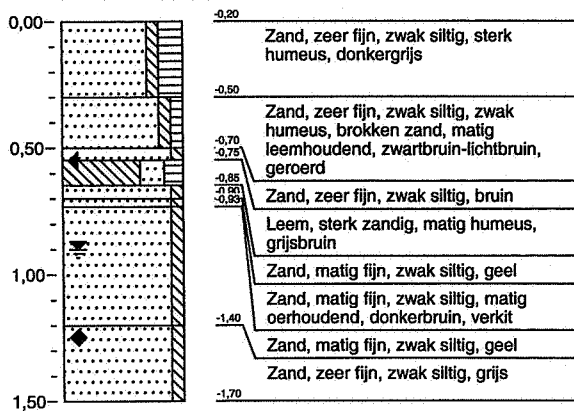 0,00
-0,20
Zand, zeer fijn, zwak siltig, sterk
humeus, donkergrijs
-0,50
Zand, zeer fijn, zwak siltig, zwak
humeus, brokken zand, matig
leemhoudend, zwartbruin-lichtbruin,
geroerd
0,50
-0,70
-0,75
Zand, zeer fijn, zwak siltig, bruin
-0,85
-0,90
-0,93
Leem, sterk zandig, matig humeus,
grijsbruin
Zand, matig fijn, zwak siltig, geel
1,00
Zand, matig fijn, zwak siltig, matig
oerhoudend, donkerbruin, verkit
-1,40
Zand, matig fijn, zwak siltig, geel
Zand, zeer fijn, zwak siltig, grijs
1,50
-1,70